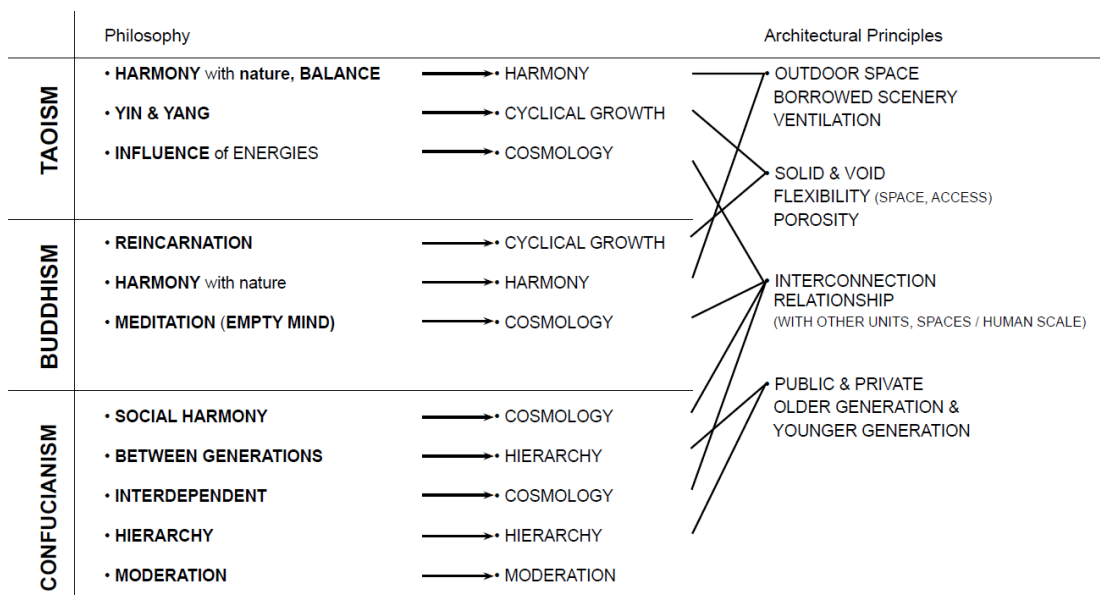 Philosophy
Architectural Principles
TAOISM
• HARMONY with nature, BALANCE
• HARMONY
• YIN & YANG
• CYCLICAL GROWTH
• INFLUENCE of ENERGIES
• COSMOLOGY
BUDDHISM
• REINCARNATION
• CYCLICAL GROWTH
• HARMONY with nature
• HARMONY
• MEDITATION (EMPTY MIND)
• COSMOLOGY
CONFUCIANISM
• SOCIAL HARMONY
• COSMOLOGY
• BETWEEN GENERATIONS
• HIERARCHY
• INTERDEPENDENT
• COSMOLOGY
• HIERARCHY
• HIERARCHY
• MODERATION
• MODERATION
• OUTDOOR SPACE
BORROWED SCENERY
VENTILATION
• SOLID & VOID
FLEXIBILITY (SPACE, ACCESS)
POROSITY
• INTERCONNECTION
RELATIONSHIP
(WITH OTHER UNITS, SPACES / HUMAN SCALE)
• PUBLIC & PRIVATE
OLDER GENERATION &
YOUNGER GENERATION